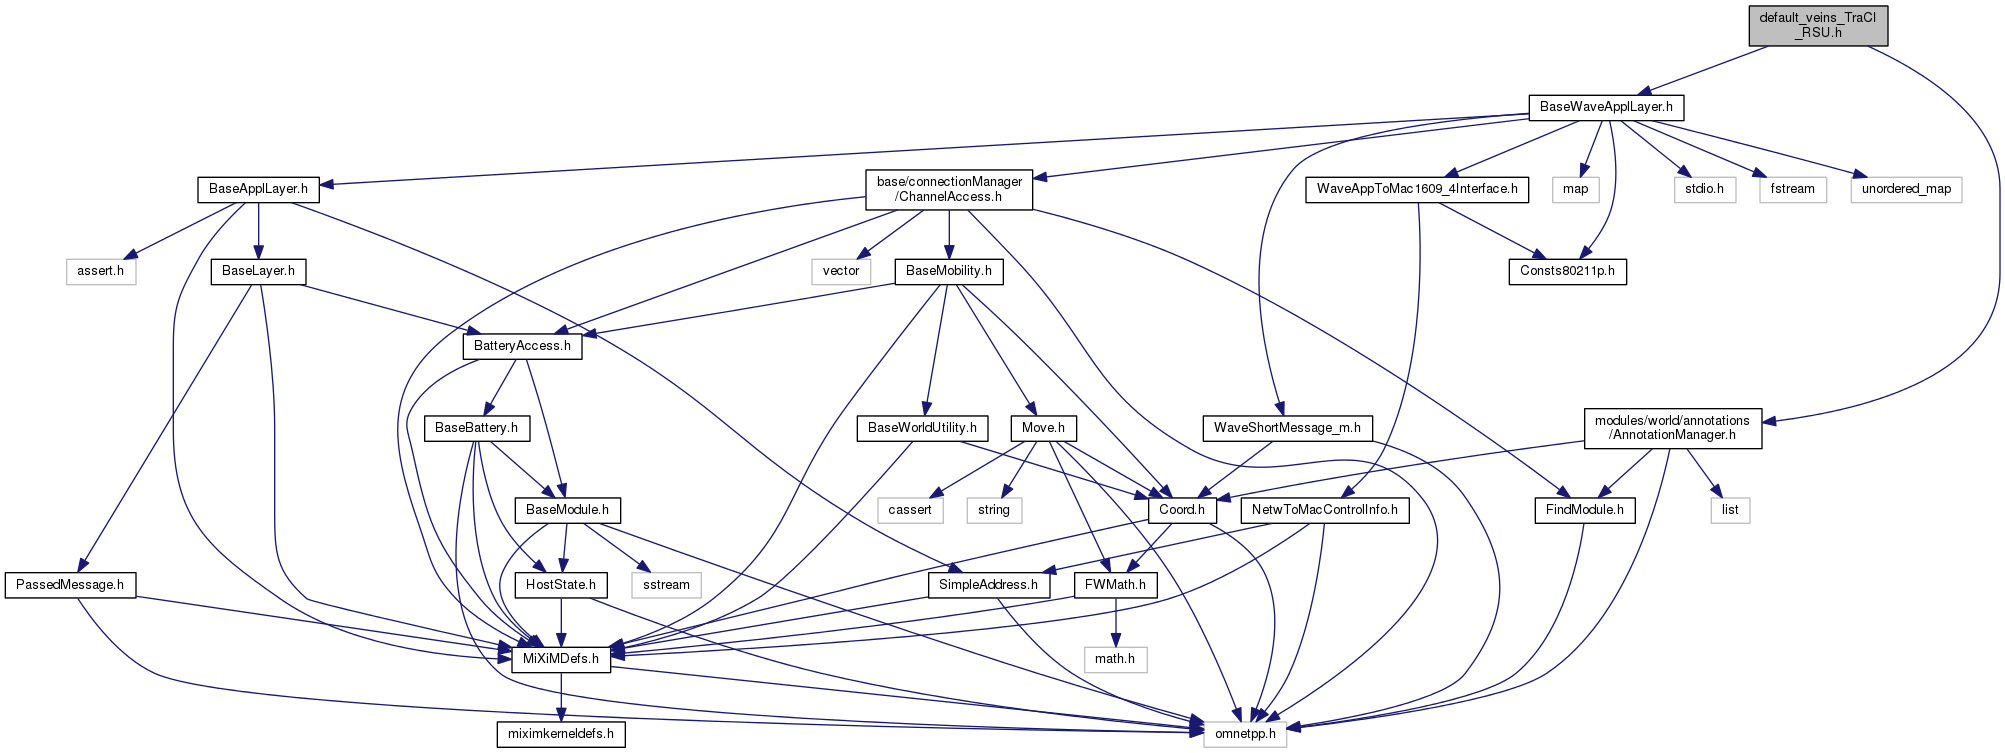 default_veins_TraCI
_RSU.h
BaseWaveApplLayer.h
BaseApplLayer.h
base/connectionManager
/ChannelAccess.h
WaveAppToMac1609_4Interface.h
map
stdio.h
fstream
unordered_map
assert.h
BaseLayer.h
vector
BaseMobility.h
Consts80211p.h
BatteryAccess.h
BaseBattery.h
BaseWorldUtility.h
Move.h
WaveShortMessage_m.h
modules/world/annotations
/AnnotationManager.h
BaseModule.h
cassert
string
Coord.h
NetwToMacControlInfo.h
FindModule.h
list
PassedMessage.h
HostState.h
sstream
SimpleAddress.h
FWMath.h
MiXiMDefs.h
math.h
miximkerneldefs.h
omnetpp.h